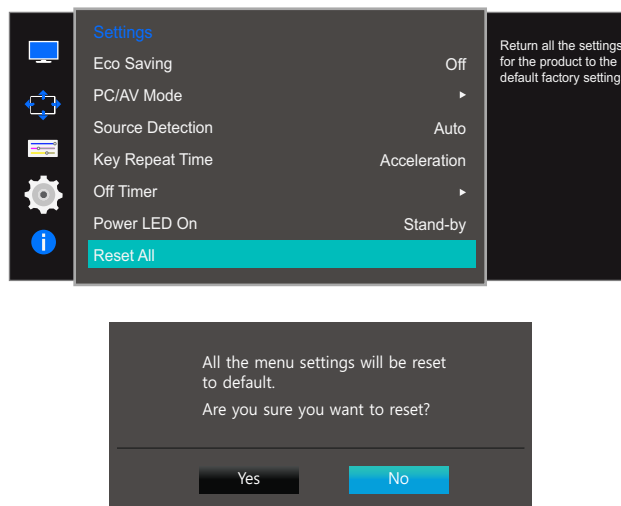 Settings
Eco Saving Off
PC/AV Mode ▸
Source Detection Auto
Key Repeat Time Acceleration
Off Timer ▸
Power LED On Stand-by
Reset All
Return all the settings
for the product to the
default factory setting
All the menu settings will be reset
to default.
Are you sure you want to reset?
Yes No